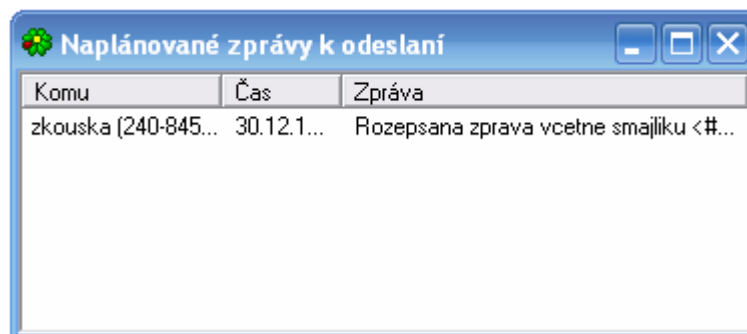 Naplánované zprávy k odeslaní
Komu Čas Zpráva
zkouska (240-845... 30.12.1... Rozepsana zprava vcetne smajliku <#...